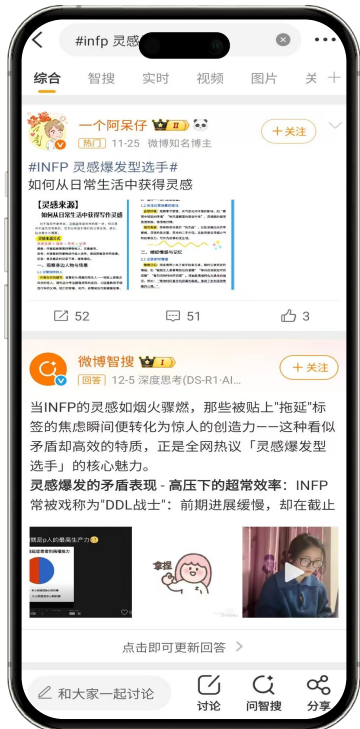 #infp 灵感
综合 智搜 实时 视频 图片 关
一个阿呆仔
热门 11-25 微博知名博主
+关注
#INFP 灵感爆发型选手#
如何从日常生活中获得灵感
【灵感来源】
如何从日常生活中获得写作灵感
52 51 3
微博智搜
回答 12-5 深度思考(DS-R1·AI...
+关注
当INFP的灵感如烟火骤燃，那些被贴上"拖延"标
签的焦虑瞬间便转化为惊人的创造力——这种看似
矛盾却高效的特质，正是全网热议「灵感爆发型
选手」的核心魅力。
灵感爆发的矛盾表现 - 高压下的超常效率：INFP
常被戏称为"DDL战士"：前期进展缓慢，却在截止
就是p人的最高生产力
拿捏
点击即可更新回答
和大家一起讨论
讨论 问智搜 分享